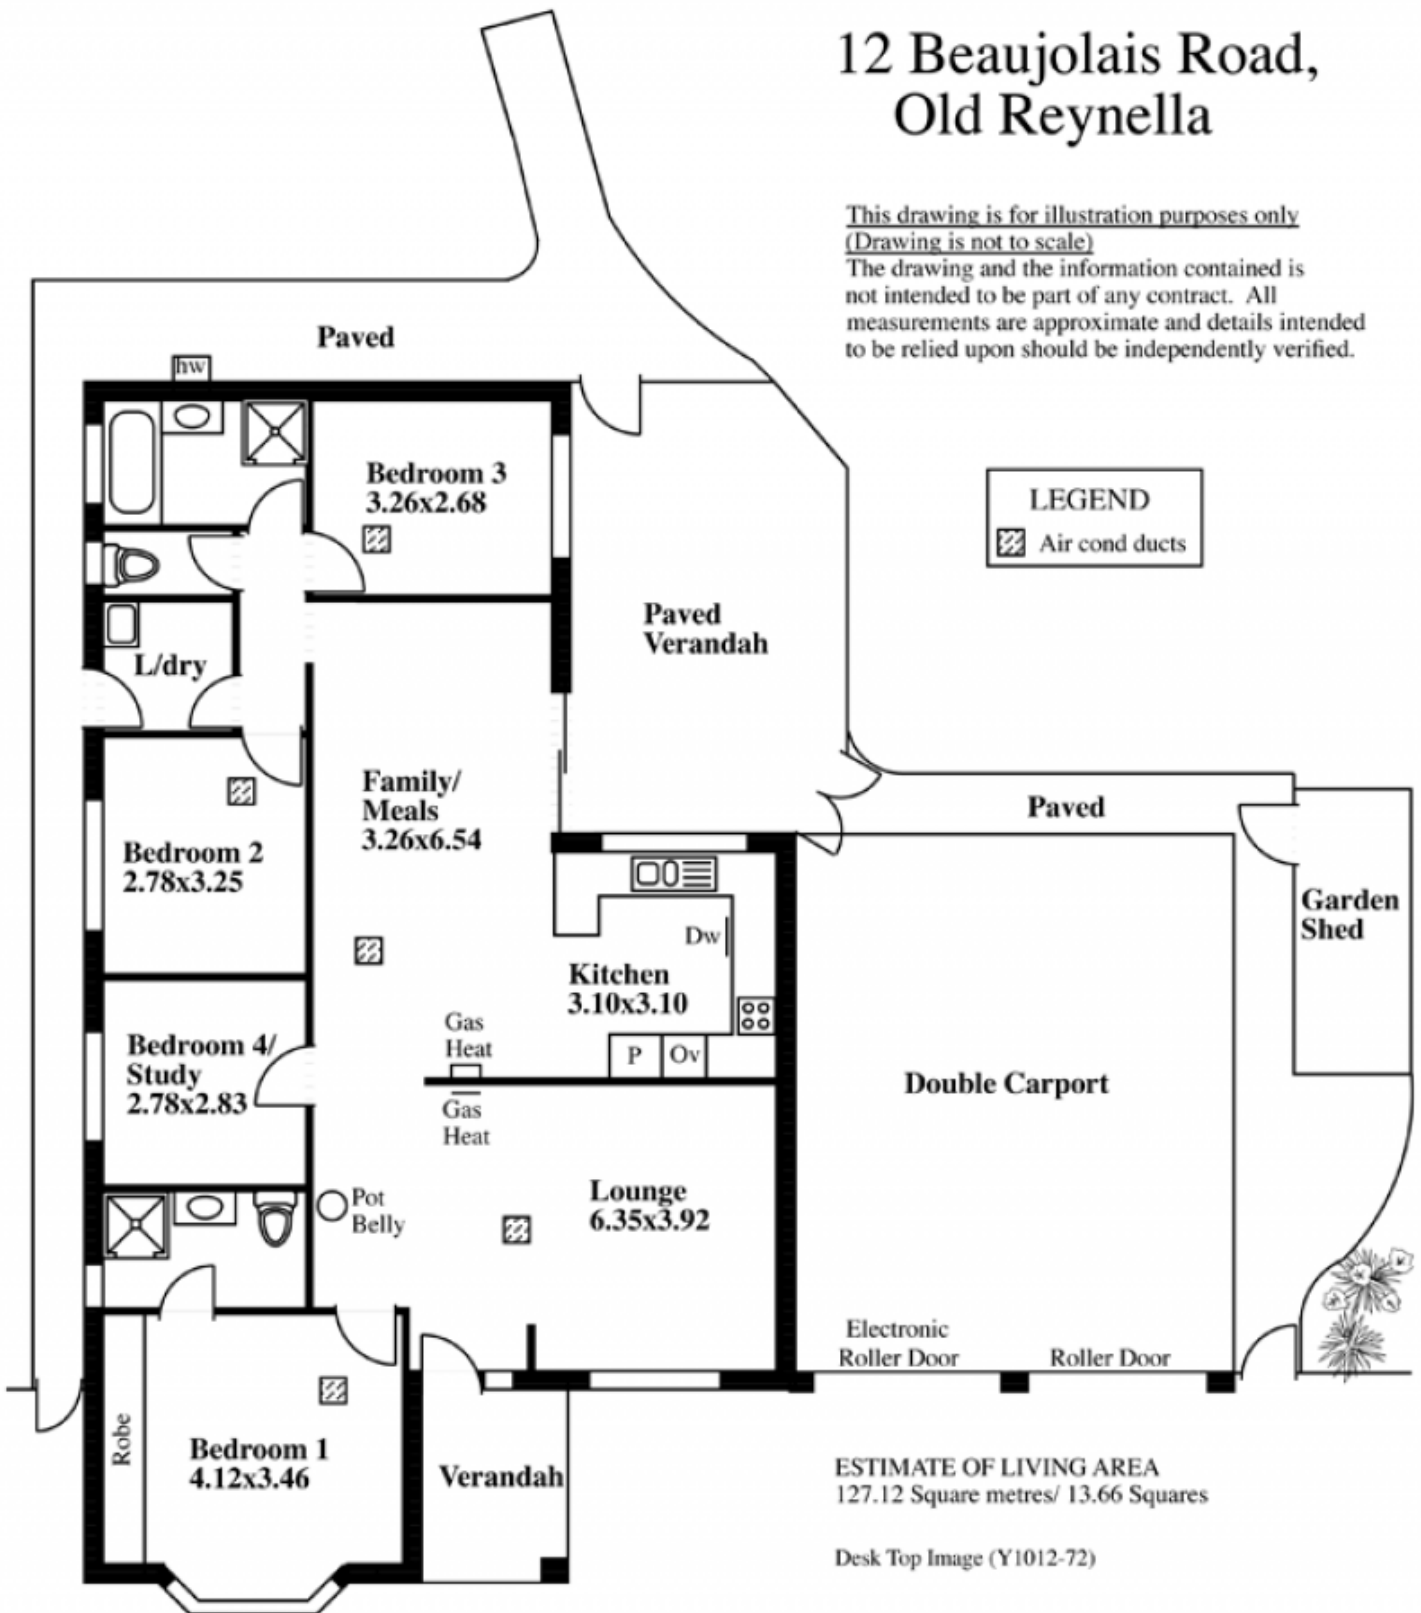 12 Beaujolais Road,
Old Reynella
This drawing is for illustration purposes only
(Drawing is not to scale)
The drawing and the information contained is
not intended to be part of any contract.  All
measurements are approximate and details intended
to be relied upon should be independently verified.
Paved
hw
Bedroom 3
3.26x2.68
LEGEND
Air cond ducts
Paved
Verandah
L/dry
Family/
Meals
3.26x6.54
Paved
Bedroom 2
2.78x3.25
Garden
Shed
Dw
Kitchen
3.10x3.10
Gas
Heat
P
Ov
Bedroom 4/
Study
2.78x2.83
Double Carport
Gas
Heat
Lounge
6.35x3.92
Pot
Belly
Electronic
Roller Door
Roller Door
Robe
Bedroom 1
4.12x3.46
Verandah
ESTIMATE OF LIVING AREA
127.12 Square metres/ 13.66 Squares
Desk Top Image (Y1012-72)